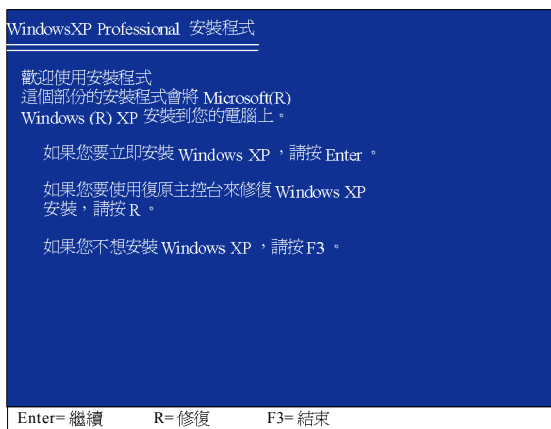 WindowsXP Professional 安裝程式
歡迎使用安裝程式
這個部份的安裝程式會將 Microsoft(R)
Windows (R) XP 安裝到您的電腦上。
如果您要立即安裝 Windows XP，請按 Enter。
如果您要使用復原主控台來修復 Windows XP
安裝，請按 R。
如果您不想安裝 Windows XP，請按 F3。
Enter=繼續 R=修復 F3=結束